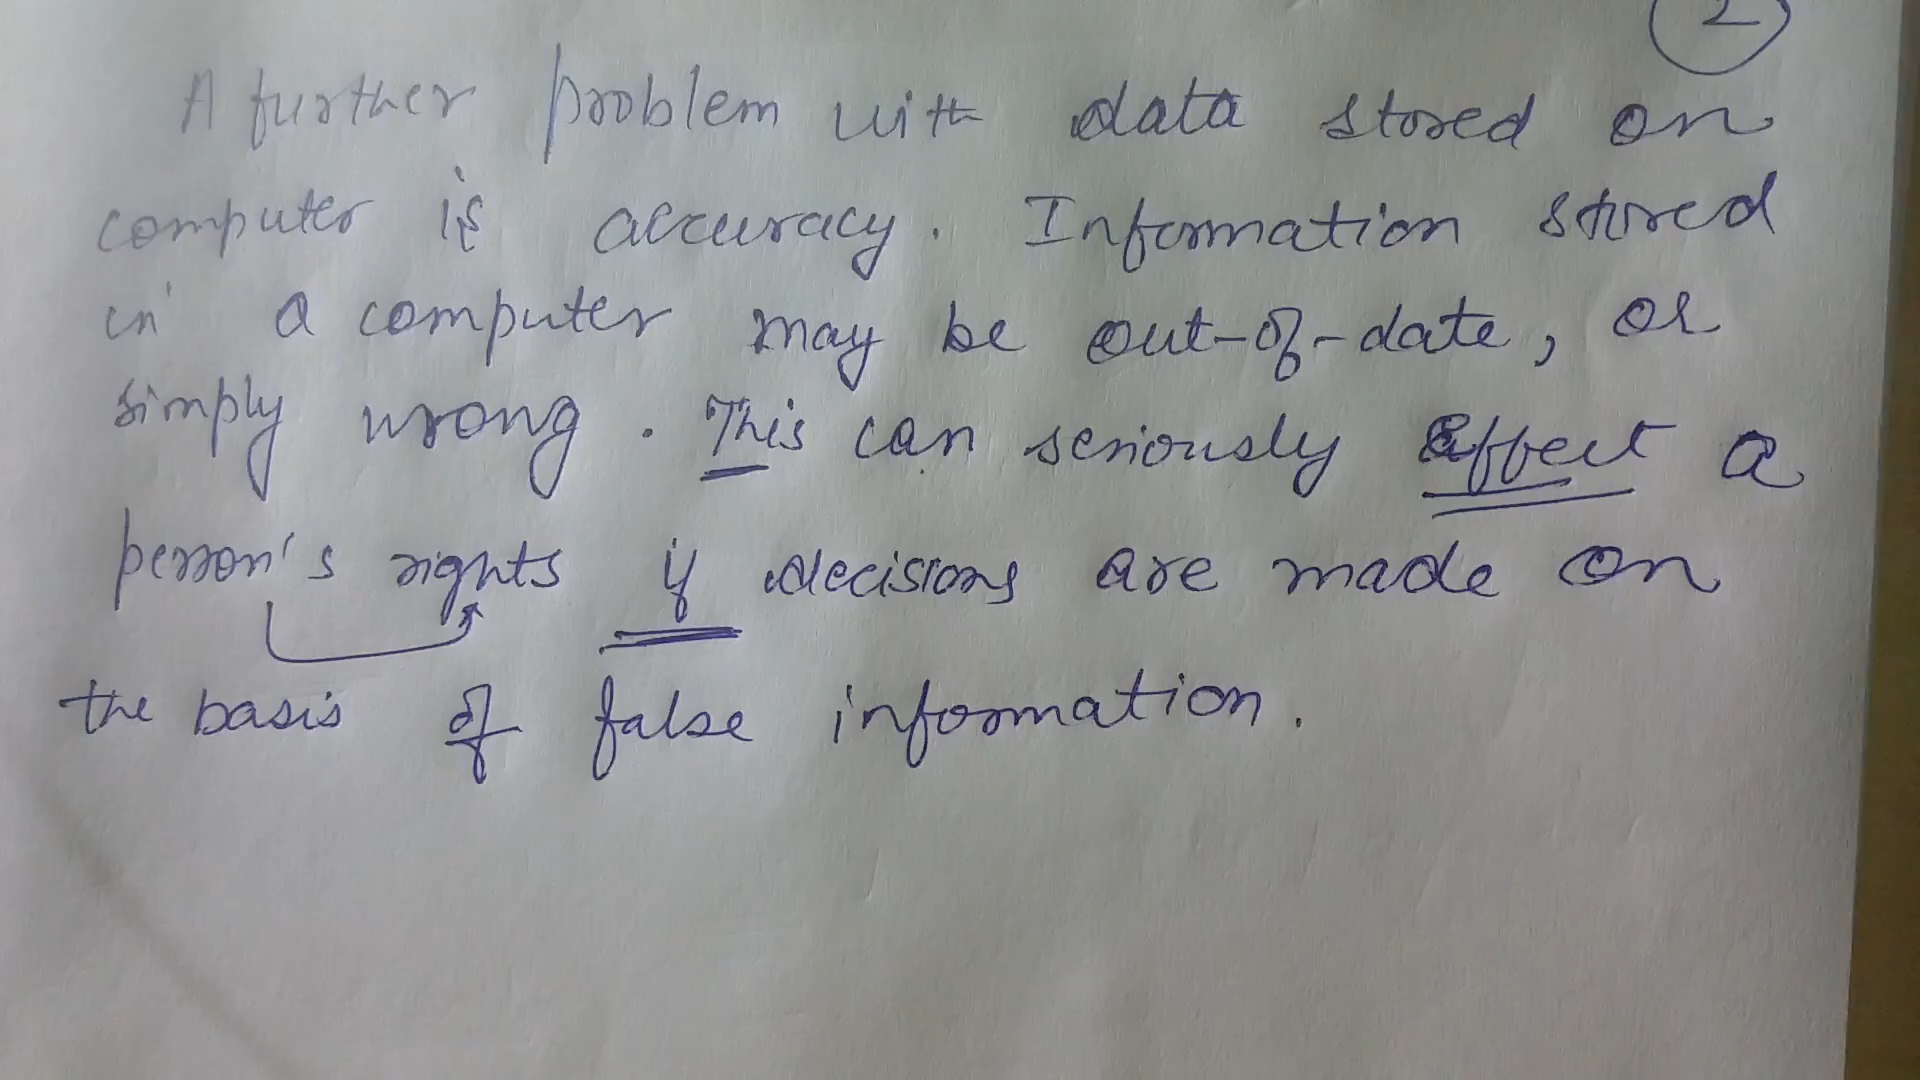 2
A further problem with data stored on
computer is accuracy. Information stored
in a computer may be out-of-date, or
simply wrong. This can seriously affect a
person's rights if decisions are made on
the basis of false information.